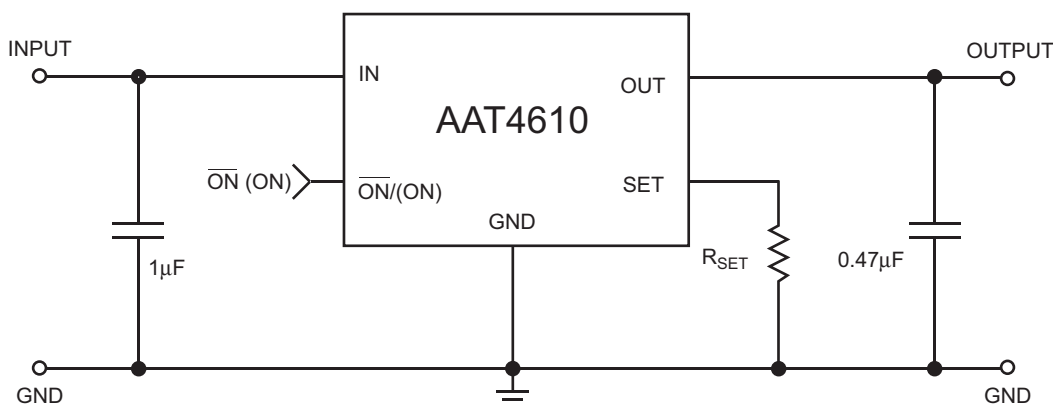 INPUT
OUTPUT
IN
OUT
AAT4610
ON (ON)
ON/(ON)
SET
GND
1μF
RSET
0.47μF
GND
GND